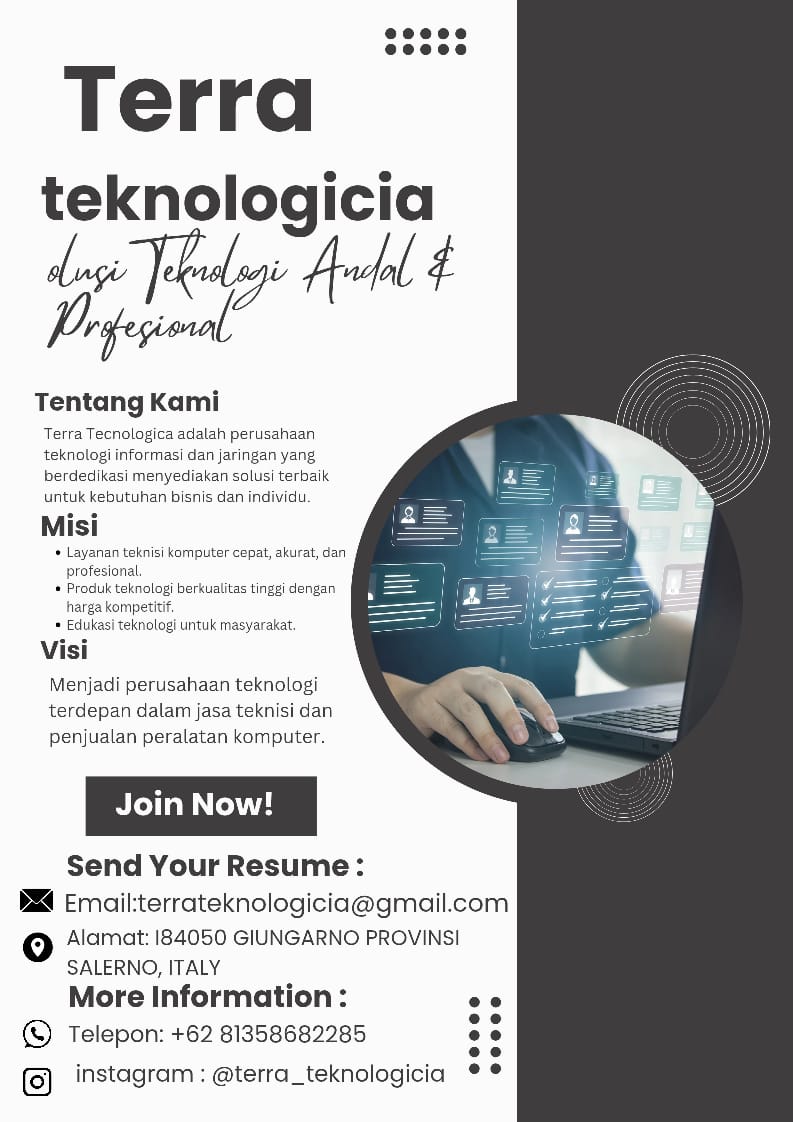 Terra
teknologicia
olusi Teknologi Andal &
Profesional
Tentang Kami
Terra Tecnologica adalah perusahaan
teknologi informasi dan jaringan yang
berdedikasi menyediakan solusi terbaik
untuk kebutuhan bisnis dan individu.
Misi
• Layanan teknisi komputer cepat, akurat, dan
profesional.
• Produk teknologi berkualitas tinggi dengan
harga kompetitif.
• Edukasi teknologi untuk masyarakat.
Visi
Menjadi perusahaan teknologi
terdepan dalam jasa teknisi dan
penjualan peralatan komputer.
Join Now!
Send Your Resume :
Email:terrateknologicia@gmail.com
Alamat: I84050 GIUNGARNO PROVINSI
SALERNO, ITALY
More Information :
Telepon: +62 81358682285
instagram : @terra_teknologicia